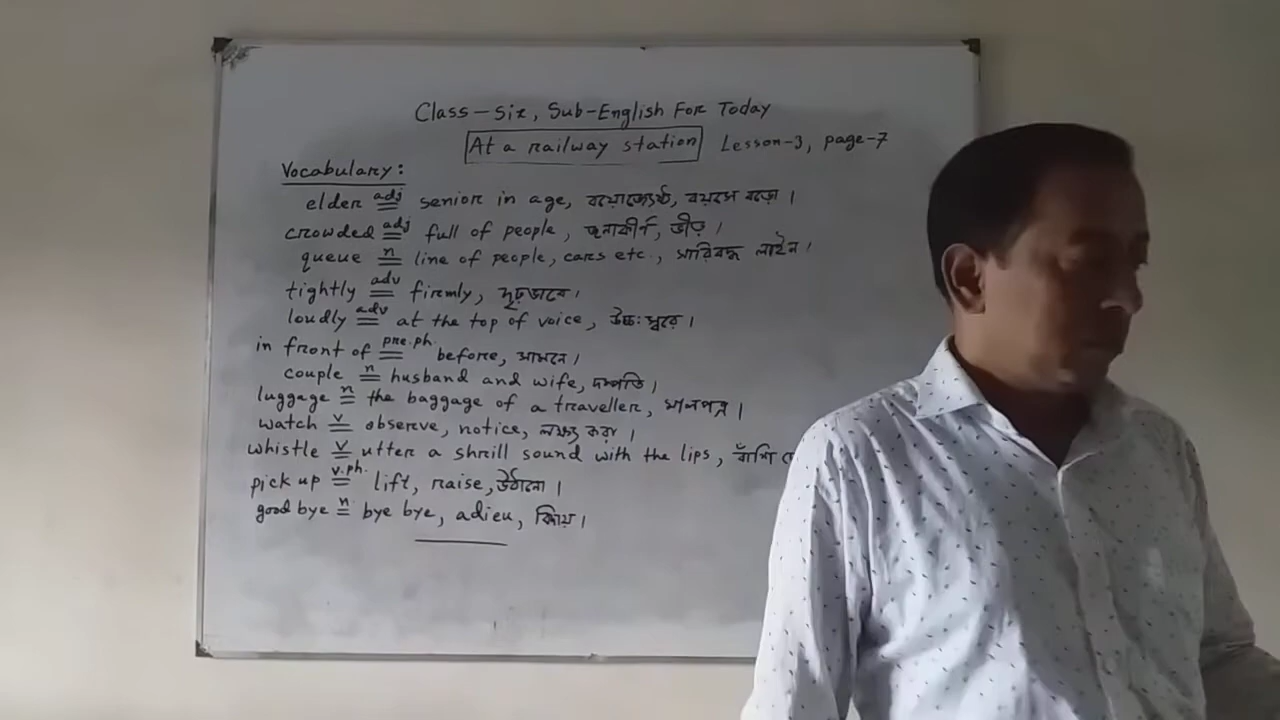 Class-Six, Sub-English For Today
At a railway station Lesson-3, page-7
Vocabulary:
elder adj = senior in age, বয়োজ্যেষ্ঠ, বয়সে বড়ো।
crowded adj = full of people, জনাকীর্ণ, ভীড়।
queue n = line of people, cars etc., সারিবদ্ধ লাইন।
tightly adv = firmly, দৃঢ়ভাবে।
loudly adv = at the top of voice, উচ্চঃস্বরে।
in front of pre.ph. = before, সামনে।
couple n = husband and wife, দম্পতি।
luggage n = the baggage of a traveller, মালপত্র।
watch v = observe, notice, লক্ষ্য করা।
whistle v = utter a shrill sound with the lips, বাঁশি
pick up v.ph. = lift, raise, উঠানো।
good bye n = bye bye, adieu, বিদায়।